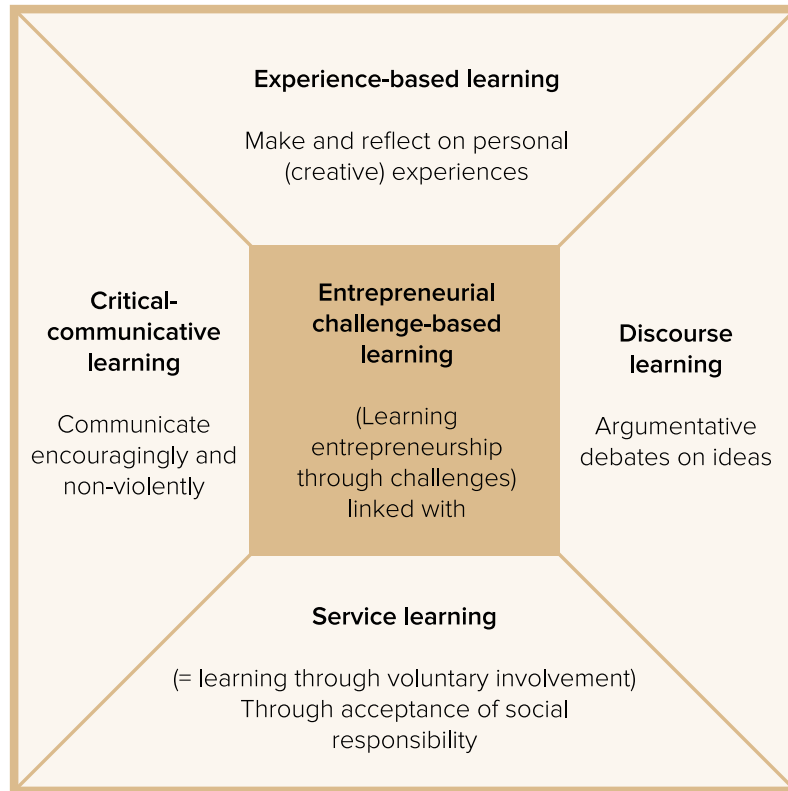 Experience-based learning
Make and reflect on personal
(creative) experiences
Critical-
communicative
learning
Communicate
encouragingly and
non-violently
Entrepreneurial
challenge-based
learning
(Learning
entrepreneurship
through challenges)
linked with
Discourse
learning
Argumentative
debates on ideas
Service learning
(= learning through voluntary involvement)
Through acceptance of social
responsibility